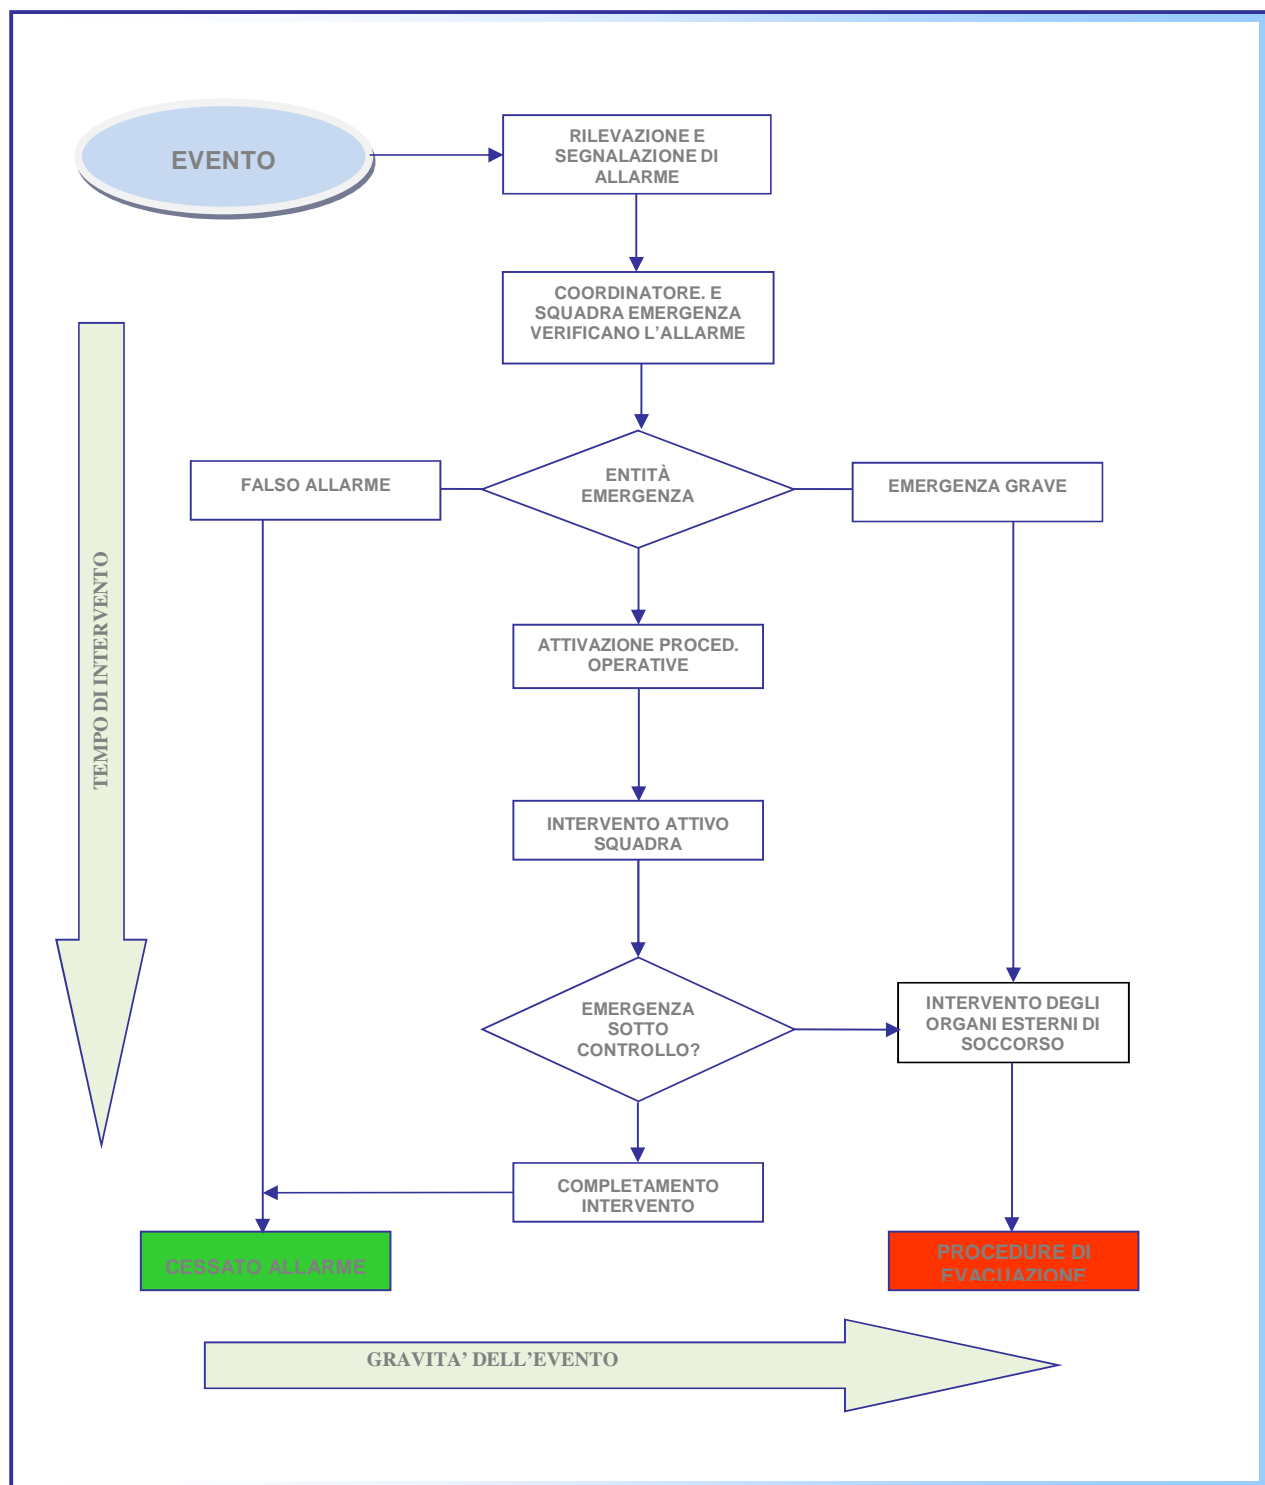 EVENTO
RILEVAZIONE E
SEGNALAZIONE DI
ALLARME
COORDINATORE. E
SQUADRA EMERGENZA
VERIFICANO L’ALLARME
FALSO ALLARME
ENTITÀ
EMERGENZA
EMERGENZA GRAVE
TEMPO DI INTERVENTO
ATTIVAZIONE PROCED.
OPERATIVE
INTERVENTO ATTIVO
SQUADRA
EMERGENZA
SOTTO
CONTROLLO?
INTERVENTO DEGLI
ORGANI ESTERNI DI
SOCCORSO
COMPLETAMENTO
INTERVENTO
CESSATO ALLARME
PROCEDURE DI
EVACUAZIONE
GRAVITA’ DELL’EVENTO